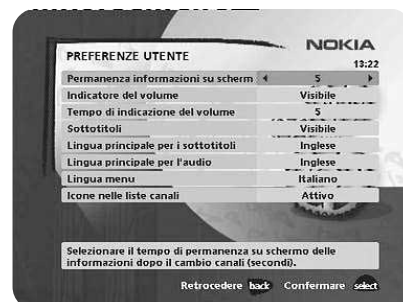 NOKIA
PREFERENZE UTENTE
13:22
Permanenza informazioni su scherm 5
Indicatore del volume Visibile
Tempo di indicazione del volume 5
Sottotitoli Visibile
Lingua principale per i sottotitoli Inglese
Lingua principale per l'audio Inglese
Lingua menu Italiano
Icone nelle liste canali Attivo
Selezionare il tempo di permanenza su schermo delle
informazioni dopo il cambio canali (secondi).
Retrocedere back Confermare select